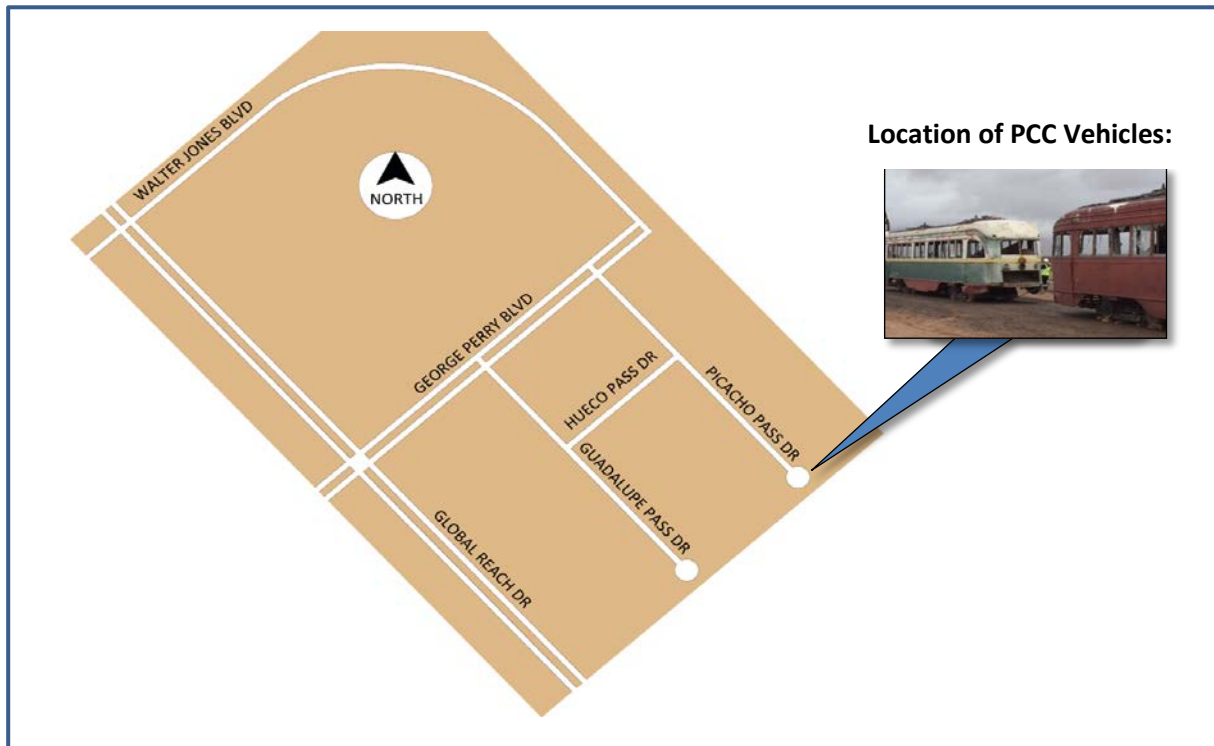 WALTER JONES BLVD
NORTH
Location of PCC Vehicles:
GEORGE PERRY BLVD
HUECO PASS DR
PICACHO PASS DR
GUADALUPE PASS DR
GLOBAL REACH DR